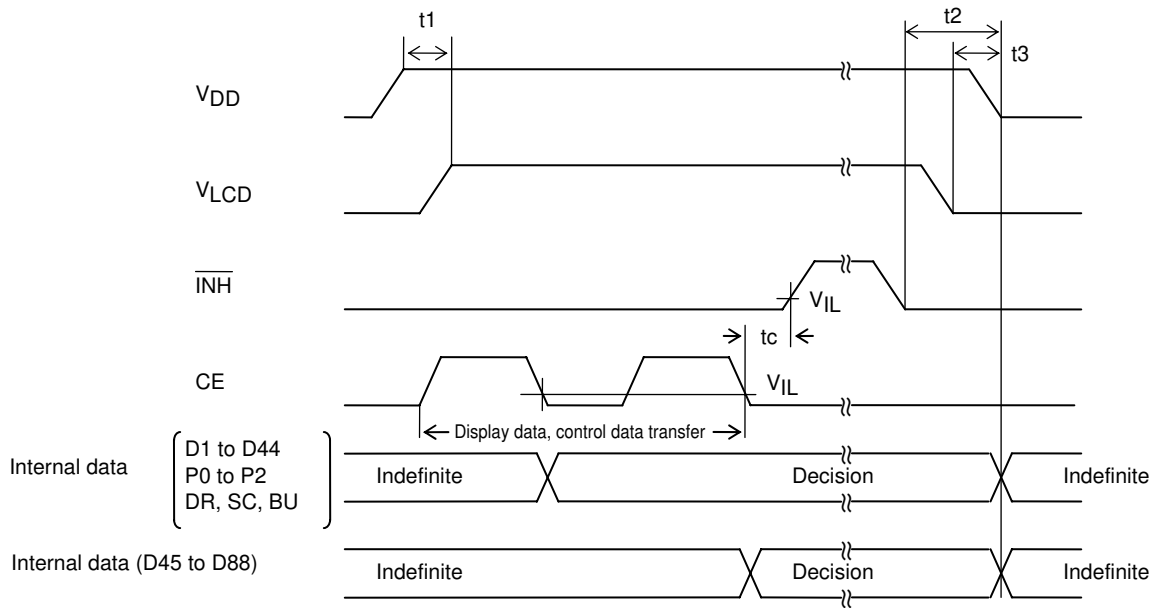 t1
t2
t3
VDD
VLCD
INH
VIL
tc
CE
VIL
Display data, control data transfer
Internal data
D1 to D44
P0 to P2
DR, SC, BU
Indefinite
Decision
Indefinite
Internal data (D45 to D88)
Indefinite
Decision
Indefinite